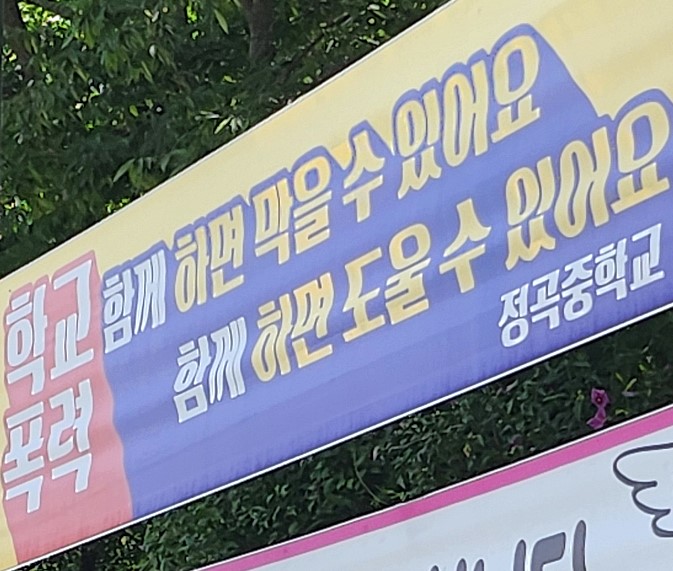 학교
폭력
함께 하면 막을 수 있어요
함께 하면 도울 수 있어요
정곡중학교